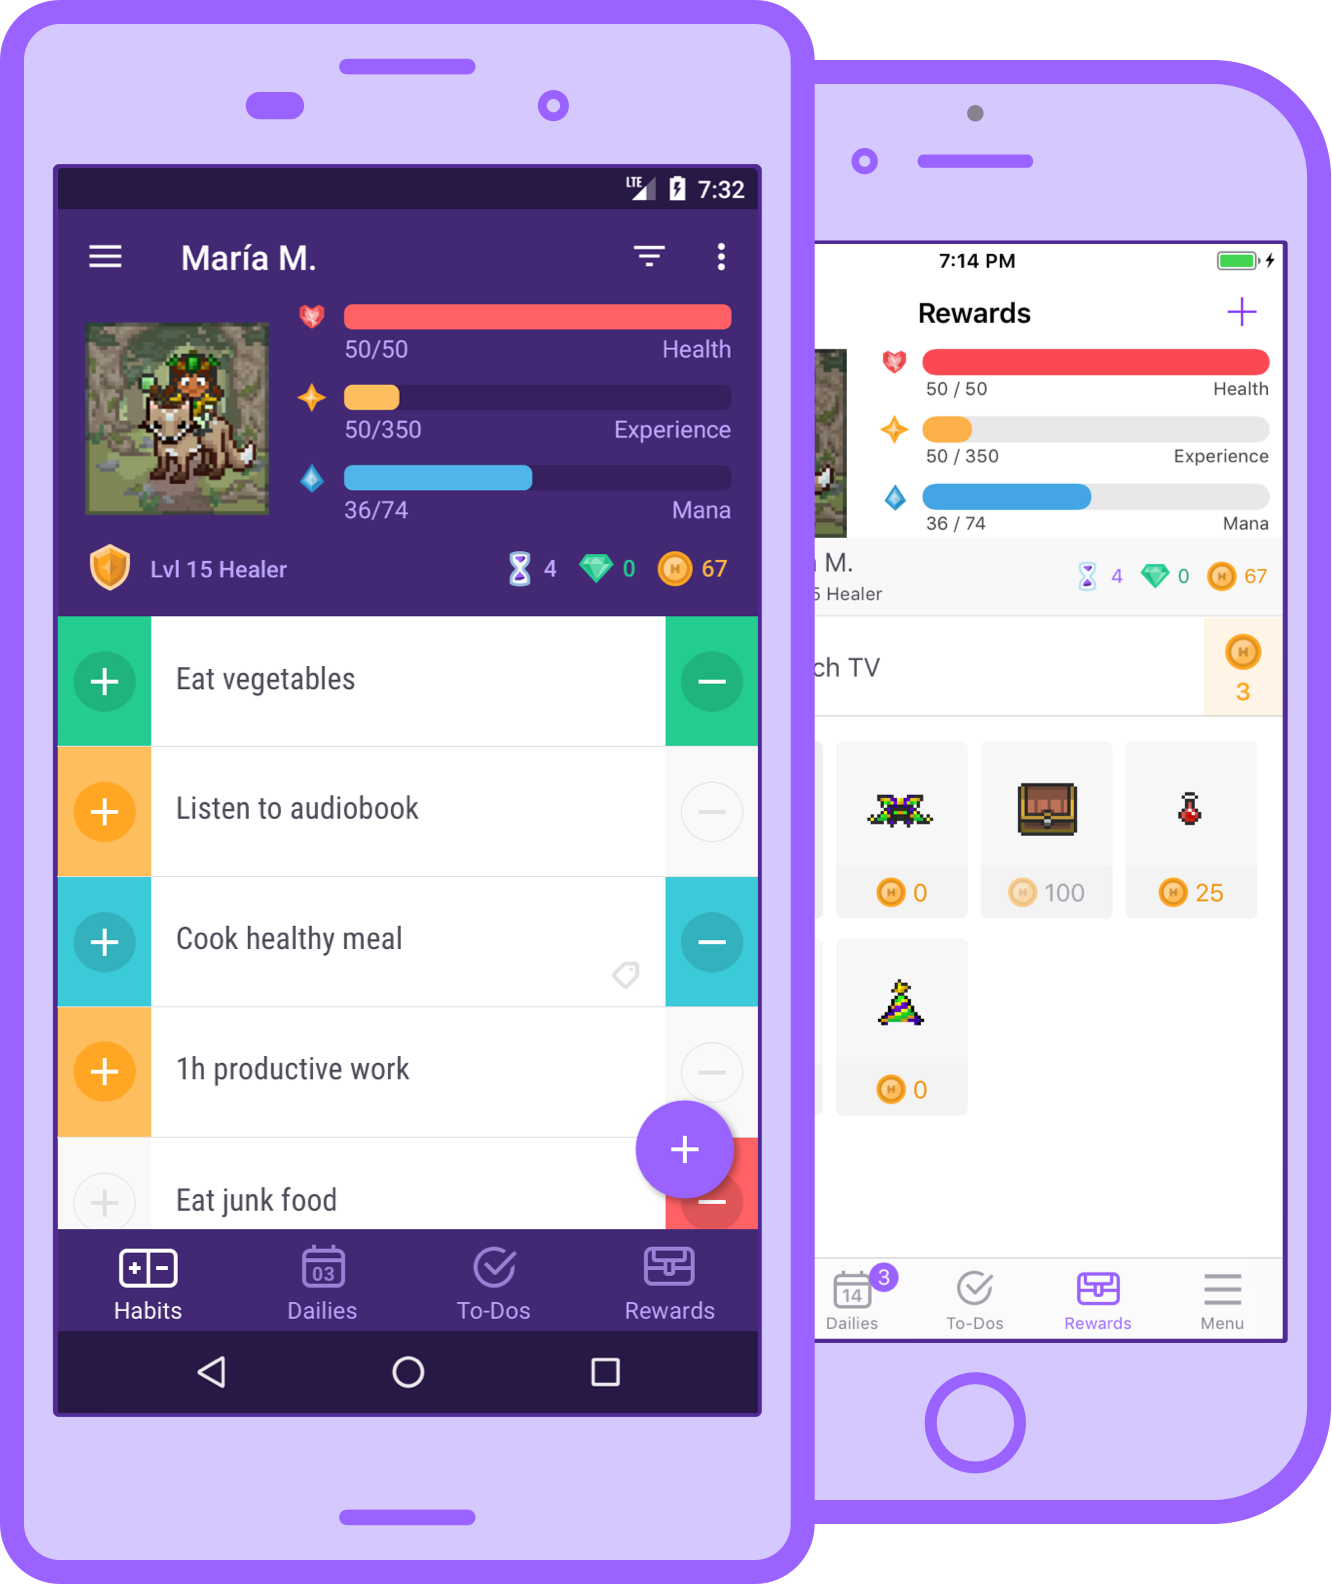 LTE 7:32
María M.
50/50 Health
50/350 Experience
36/74 Mana
Lvl 15 Healer 4 0 67
Eat vegetables
Listen to audiobook
Cook healthy meal
1h productive work
Eat junk food
03
Habits Dailies To-Dos Rewards
7:14 PM
Rewards
50 / 50 Health
50 / 350 Experience
36 / 74 Mana
M.
5 Healer
4 0 67
ch TV
3
0 100 25
0
14 3
Dailies To-Dos Rewards Menu